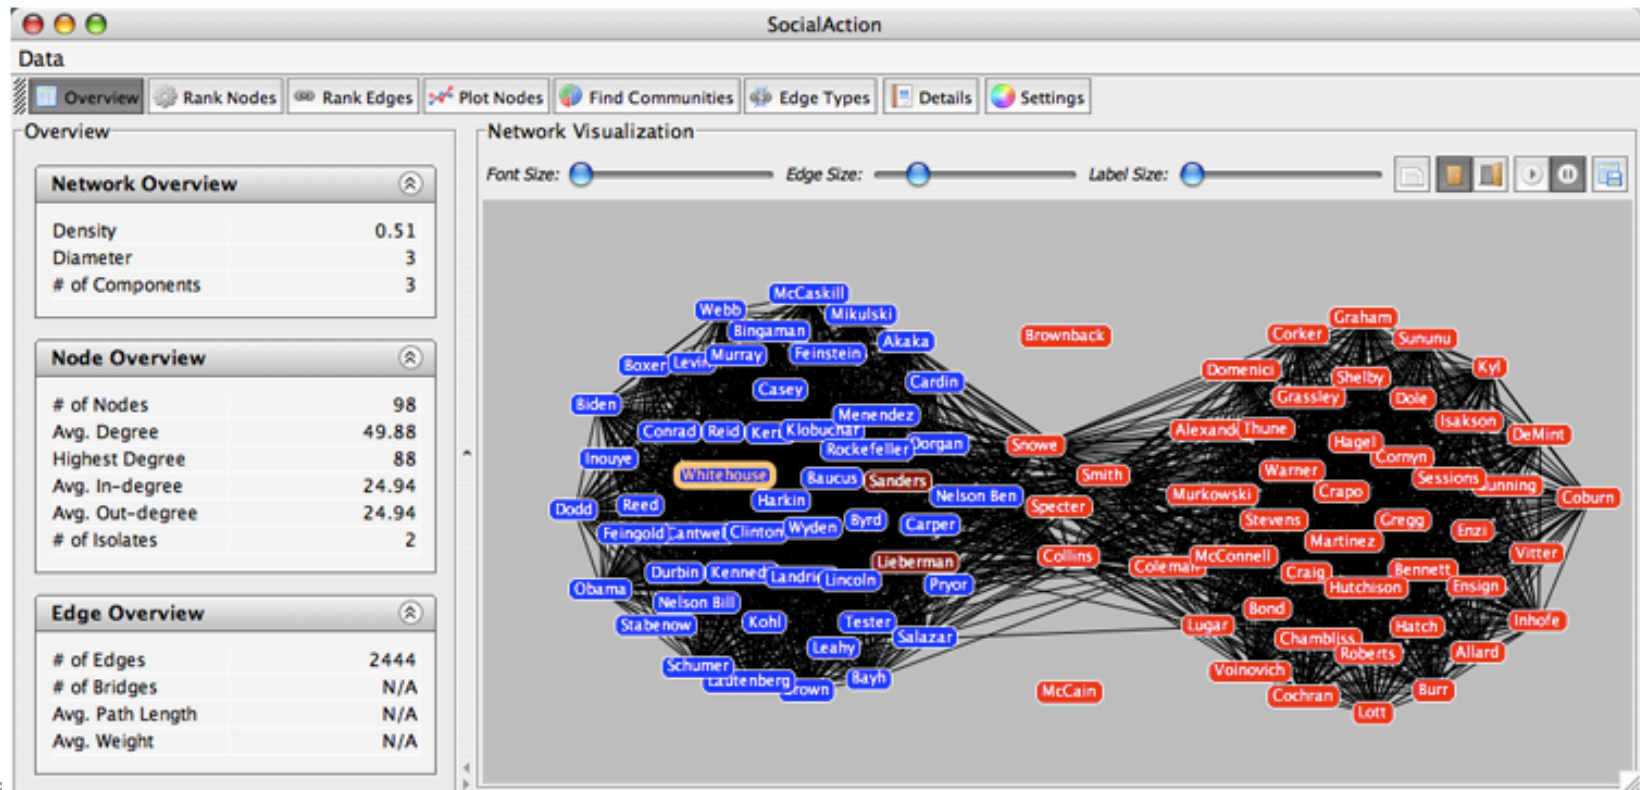 SocialAction
Data
Overview
Rank Nodes
Rank Edges
Plot Nodes
Find Communities
Edge Types
Details
Settings
Overview
Network Overview
Density 0.51
Diameter 3
# of Components 3
Node Overview
# of Nodes 98
Avg. Degree 49.88
Highest Degree 88
Avg. In-degree 24.94
Avg. Out-degree 24.94
# of Isolates 2
Edge Overview
# of Edges 2444
# of Bridges N/A
Avg. Path Length N/A
Avg. Weight N/A
Network Visualization
Font Size:
Edge Size:
Label Size:
McCaskill
Webb
Mikulski
Bingaman
Akaka
Boxer
Murray
Feinstein
Casey
Cardin
Biden
Menendez
Conrad
Reid
Klobuchar
Dorgan
Rockefeller
Inouye
Whitehouse
Baucus
Sanders
Nelson Ben
Harkin
Dodd
Reed
Byrd
Carper
Feingold
Clinton
Wyden
Lieberman
Durbin
Lincoln
Pryor
Obama
Nelson Bill
Stabenow
Kohl
Tester
Salazar
Leahy
Schumer
Lautenberg
Bayh
Brownback
Snowe
Smith
Specter
Collins
McCain
Graham
Corker
Sununu
Domenici
Shelby
Kyl
Grassley
Dole
Isakson
Thune
DeMint
Hagel
Cornyn
Warner
Sessions
Murkowski
Crapo
Coburn
Stevens
Gregg
Enzi
Martinez
McConnell
Vitter
Craig
Bennett
Hutchison
Ensign
Bond
Lugar
Hatch
Inhofe
Chambliss
Roberts
Allard
Voinovich
Cochran
Burr
Lott